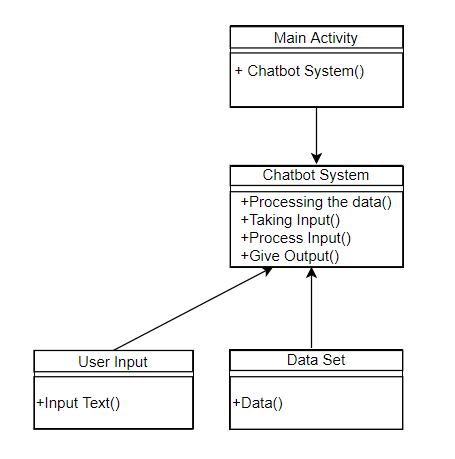 Main Activity
+ Chatbot System()
Chatbot System
+Processing the data()
+Taking Input()
+Process Input()
+Give Output()
User Input
+Input Text()
Data Set
+Data()